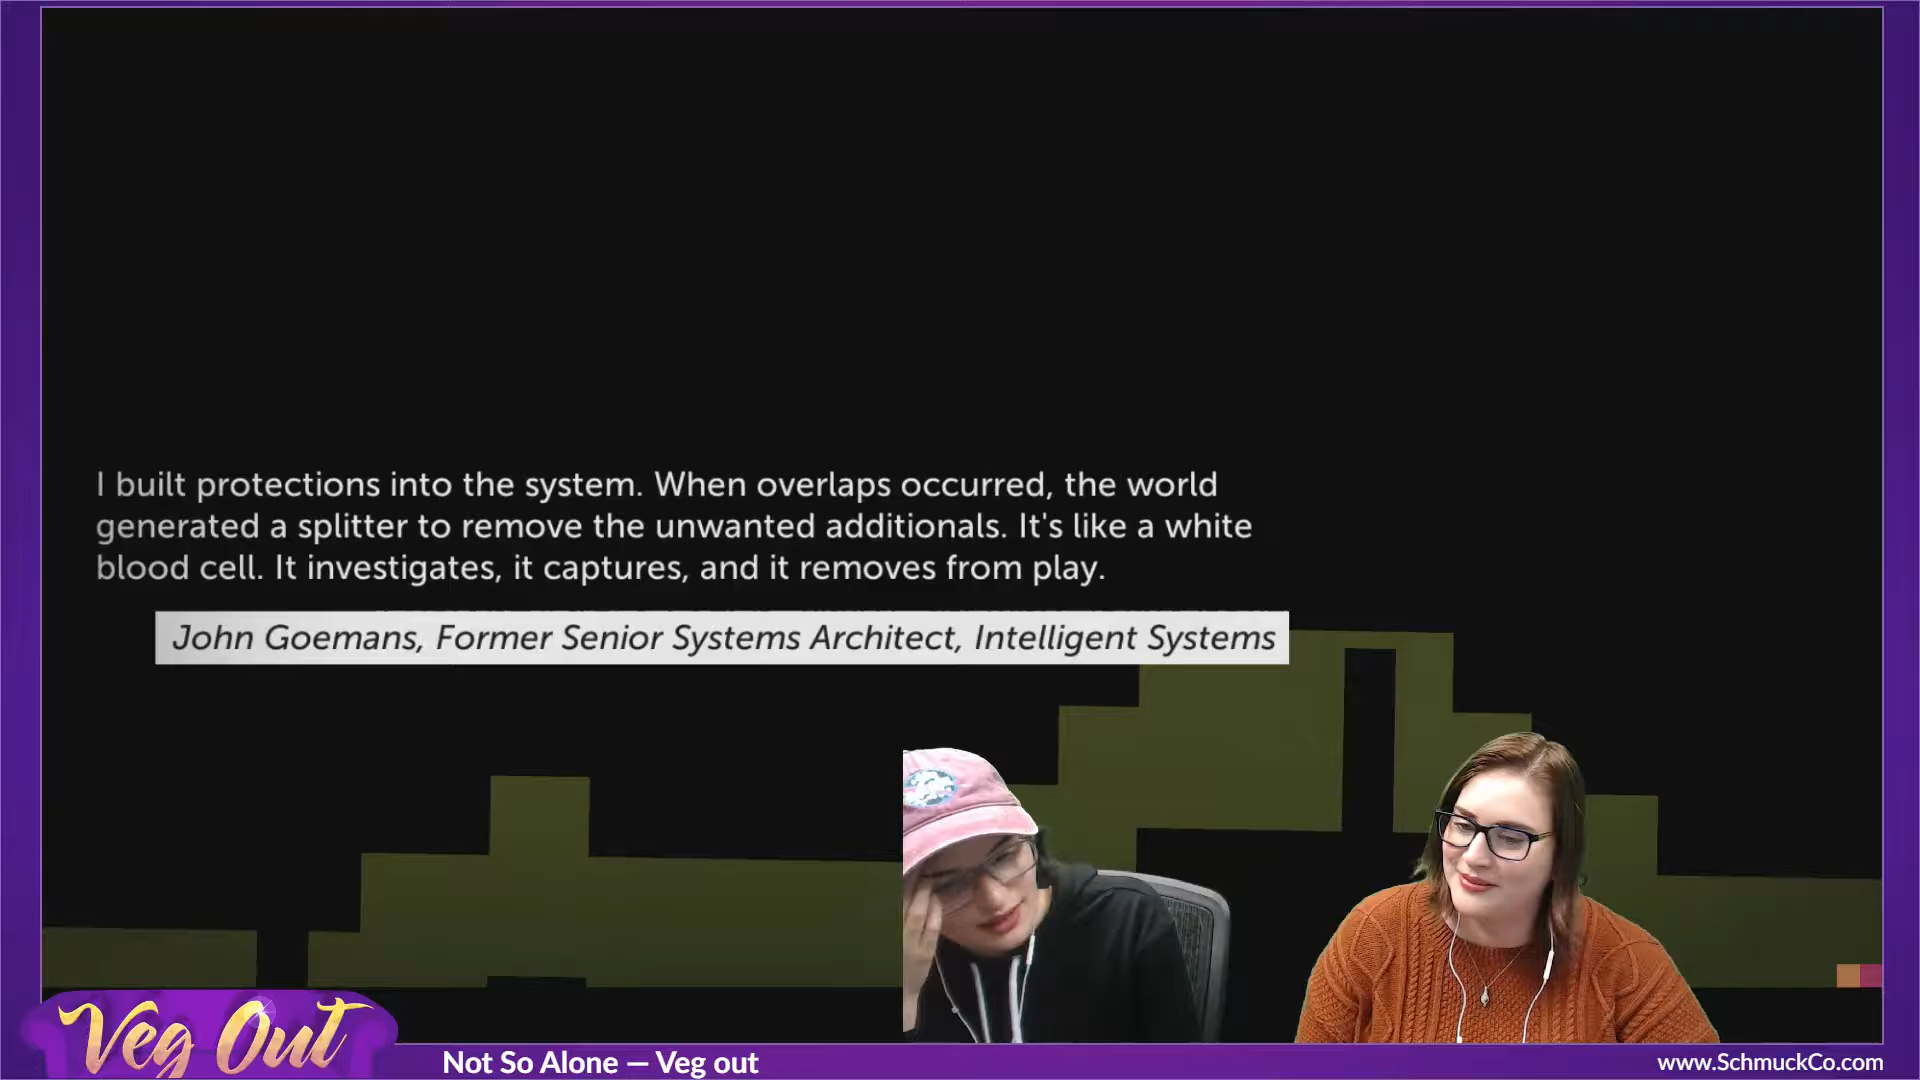 I built protections into the system. When overlaps occurred, the world
generated a splitter to remove the unwanted additionals. It's like a white
blood cell. It investigates, it captures, and it removes from play.
John Goemans, Former Senior Systems Architect, Intelligent Systems
Veg Out
Not So Alone — Veg out
www.SchmuckCo.com